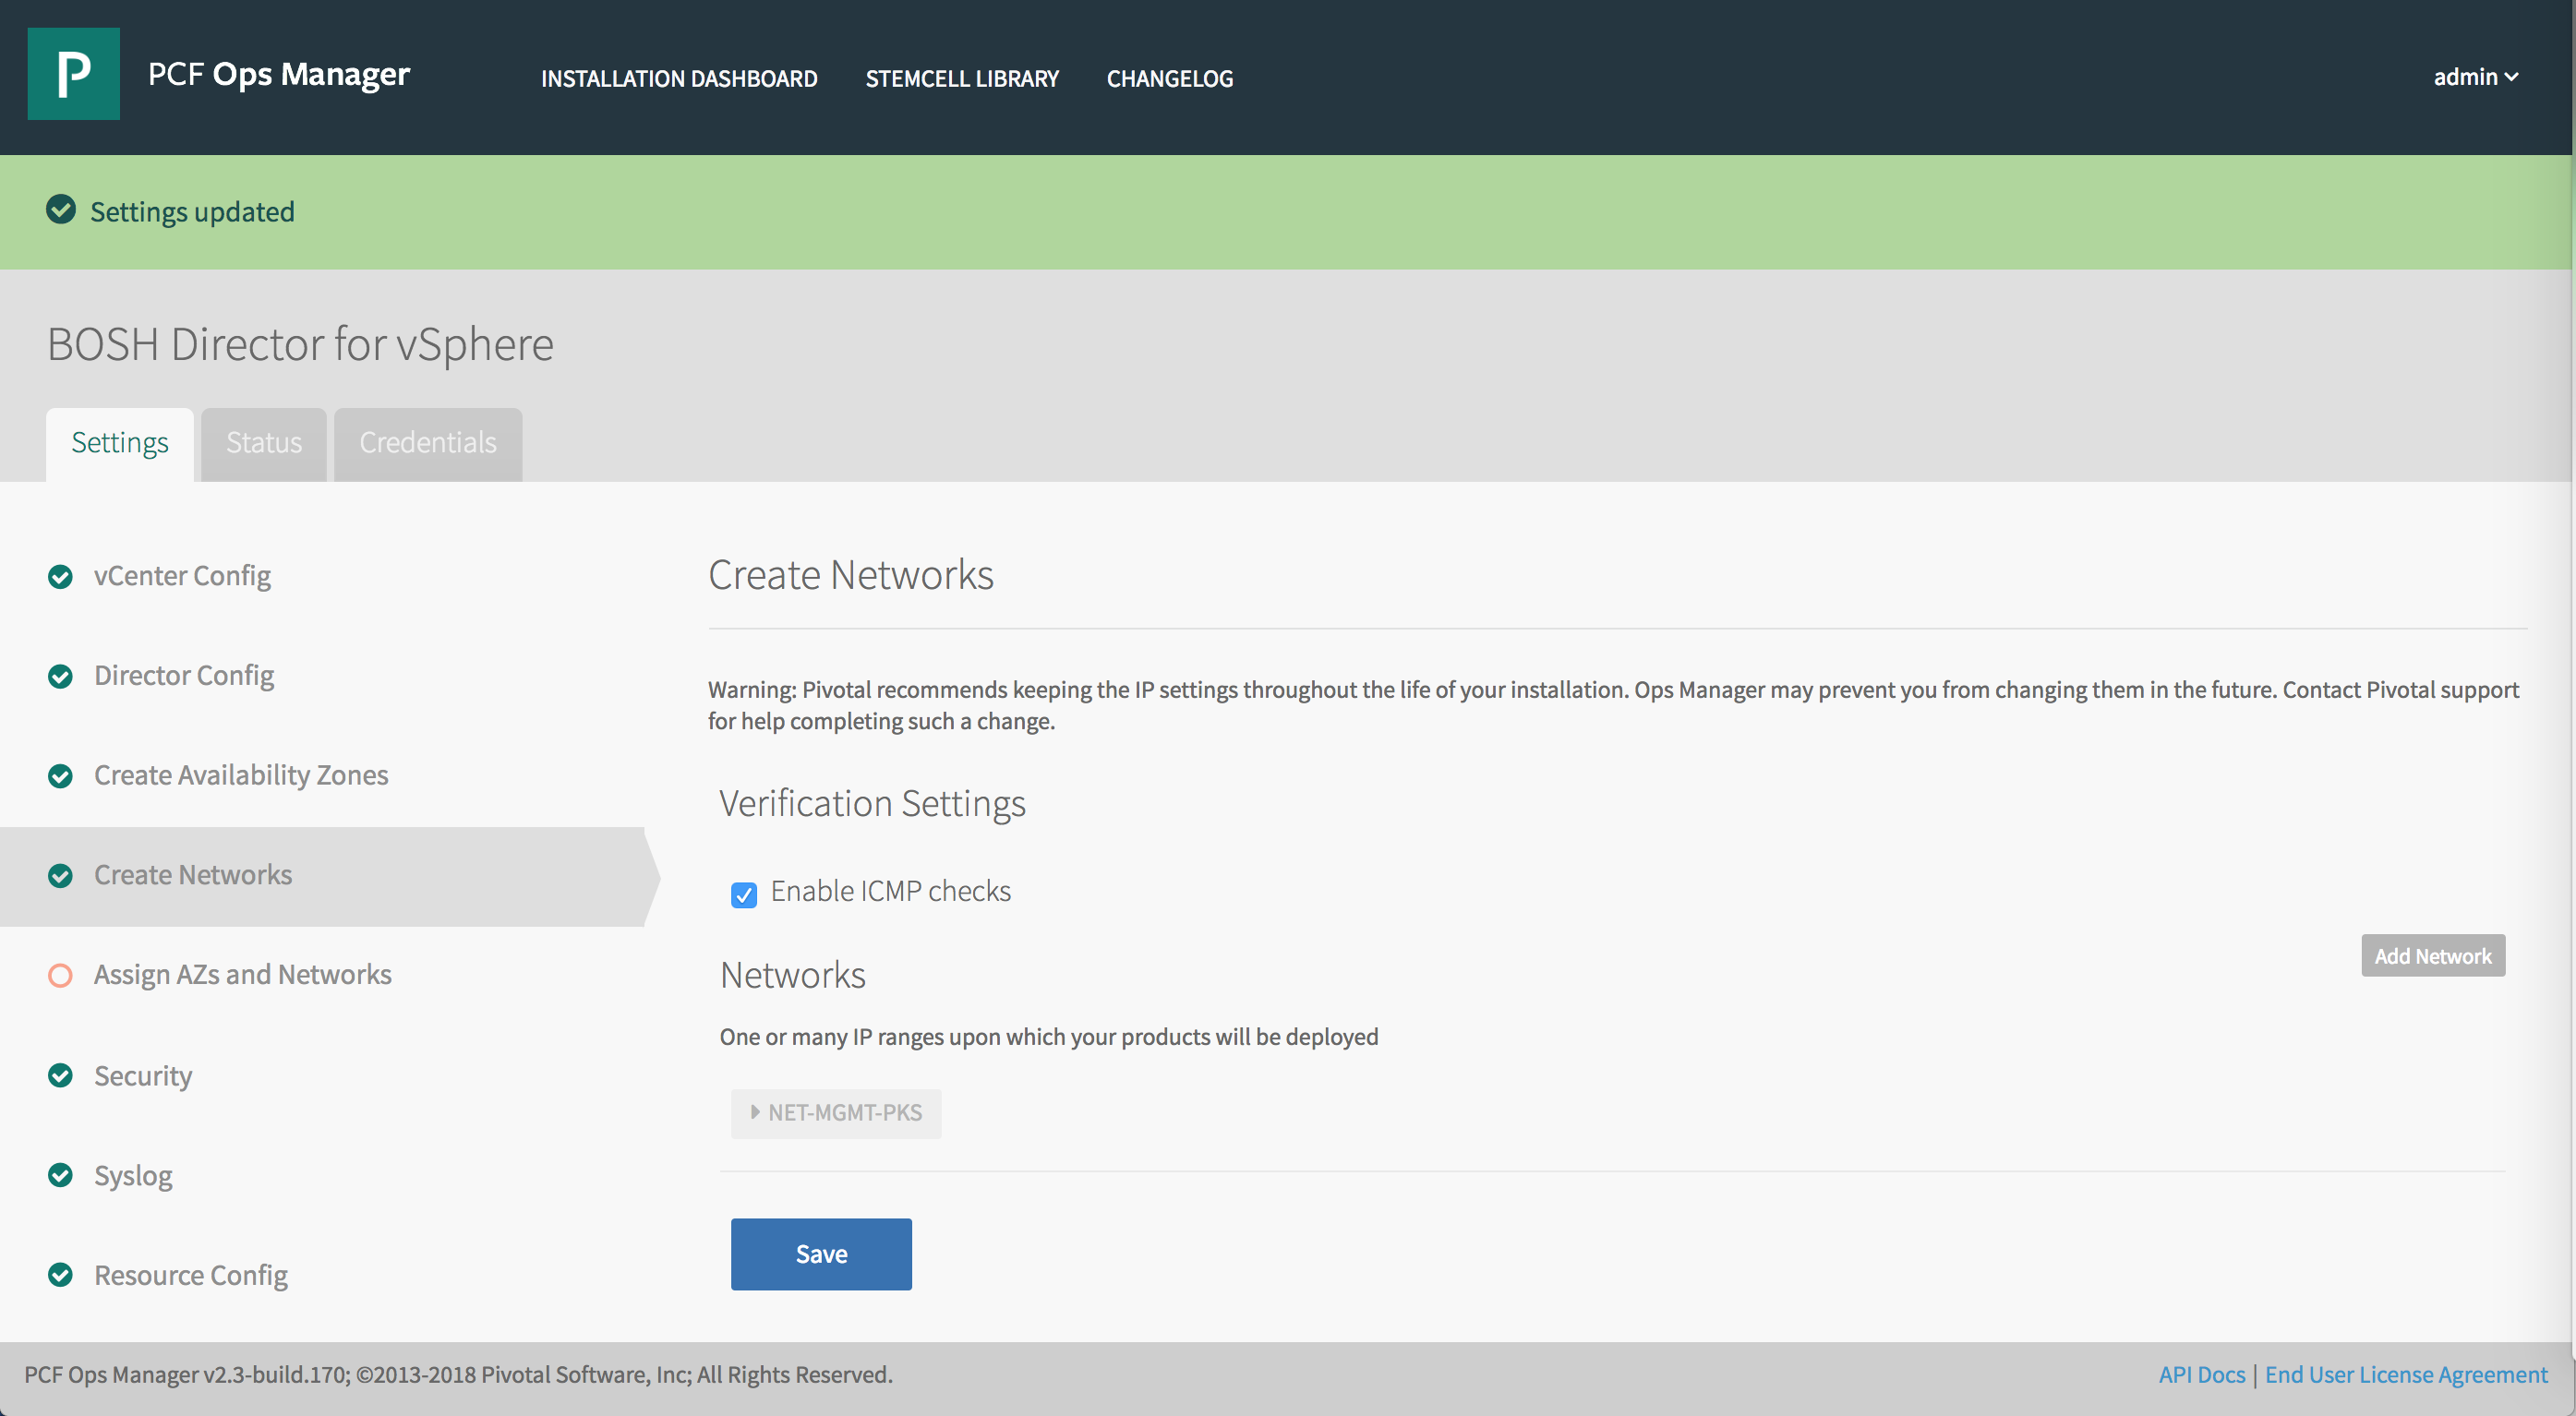 P
PCF Ops Manager
INSTALLATION DASHBOARD
STEMCELL LIBRARY
CHANGELOG
admin
Settings updated
BOSH Director for vSphere
Settings
Status
Credentials
vCenter Config
Director Config
Create Availability Zones
Create Networks
Assign AZs and Networks
Security
Syslog
Resource Config
Create Networks
Warning: Pivotal recommends keeping the IP settings throughout the life of your installation. Ops Manager may prevent you from changing them in the future. Contact Pivotal support
for help completing such a change.
Verification Settings
Enable ICMP checks
Networks
Add Network
One or many IP ranges upon which your products will be deployed
NET-MGMT-PKS
Save
PCF Ops Manager v2.3-build.170; ©2013-2018 Pivotal Software, Inc; All Rights Reserved.
API Docs | End User License Agreement